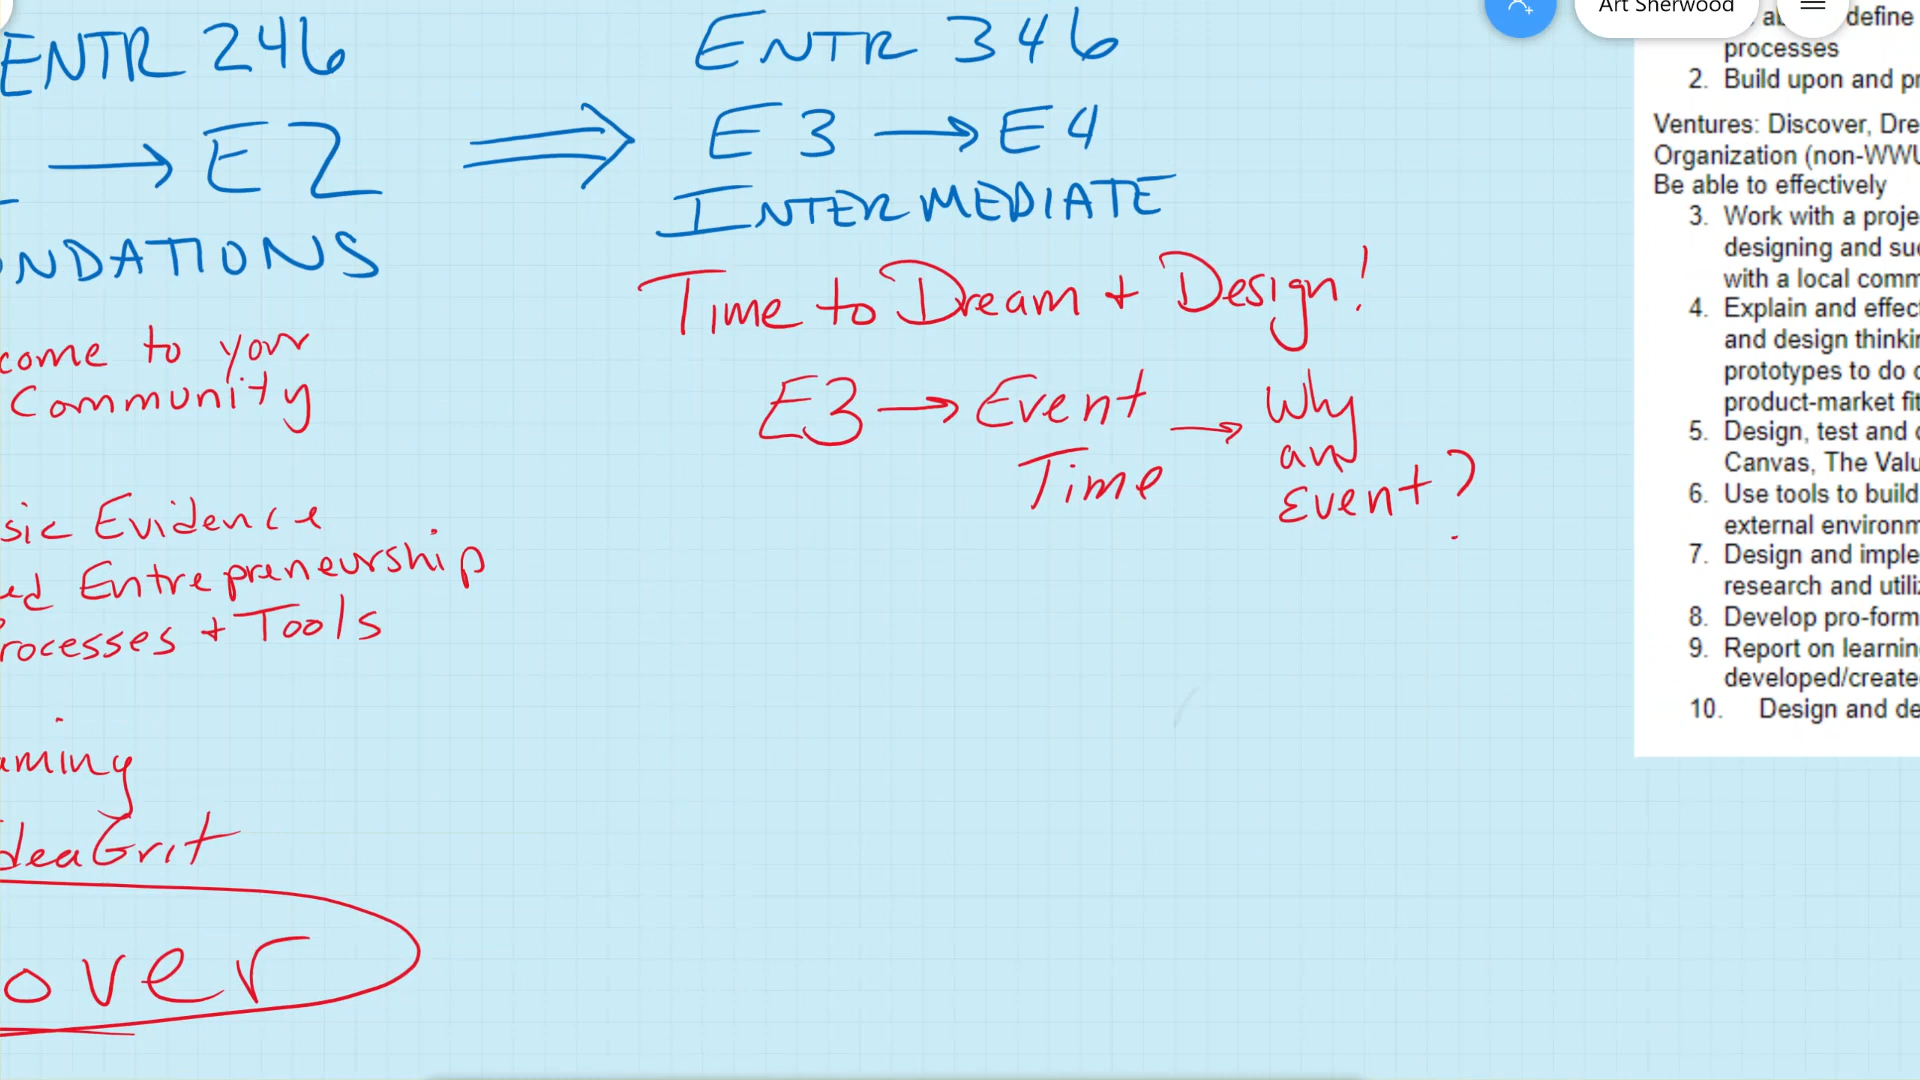 ENTR 246
→ E2
NDATIONS
come to your
Community
sic Evidence
ed Entrepreneurship
rocesses + Tools
aming
deaGrit
over
⇒
ENTR 346
E3 → E4
INTERMEDIATE
Time to Dream + Design!
E3 → Event Time → Why an Event?
Art Sherwood
define
processes
2. Build upon and pr
Ventures: Discover, Dre
Organization (non-WWU
Be able to effectively
3. Work with a proje
designing and su
with a local comm
4. Explain and effec
and design thinkin
prototypes to do
product-market fit
5. Design, test and
Canvas, The Valu
6. Use tools to build
external environm
7. Design and imple
research and utiliz
8. Develop pro-form
9. Report on learnin
developed/create
10. Design and de